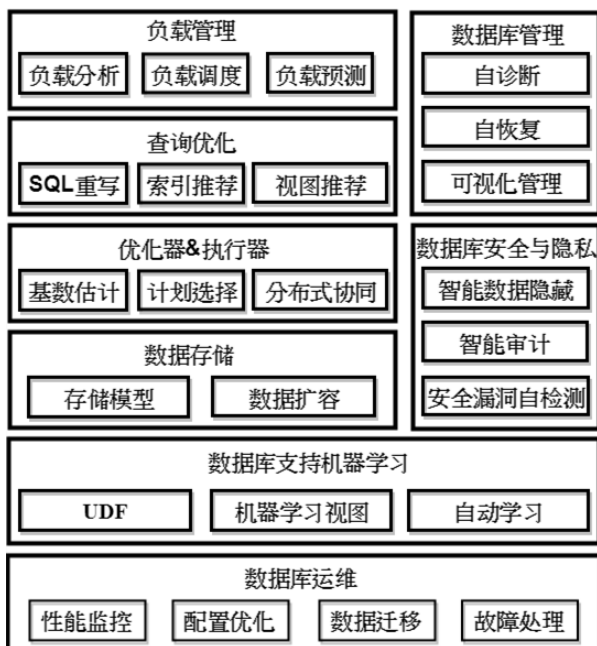 负载管理
负载分析 负载调度 负载预测
查询优化
SQL重写 索引推荐 视图推荐
优化器&执行器
基数估计 计划选择 分布式协同
数据存储
存储模型 数据扩容
数据库管理
自诊断
自恢复
可视化管理
数据库安全与隐私
智能数据隐藏
智能审计
安全漏洞自检测
数据库支持机器学习
UDF 机器学习视图 自动学习
数据库运维
性能监控 配置优化 数据迁移 故障处理